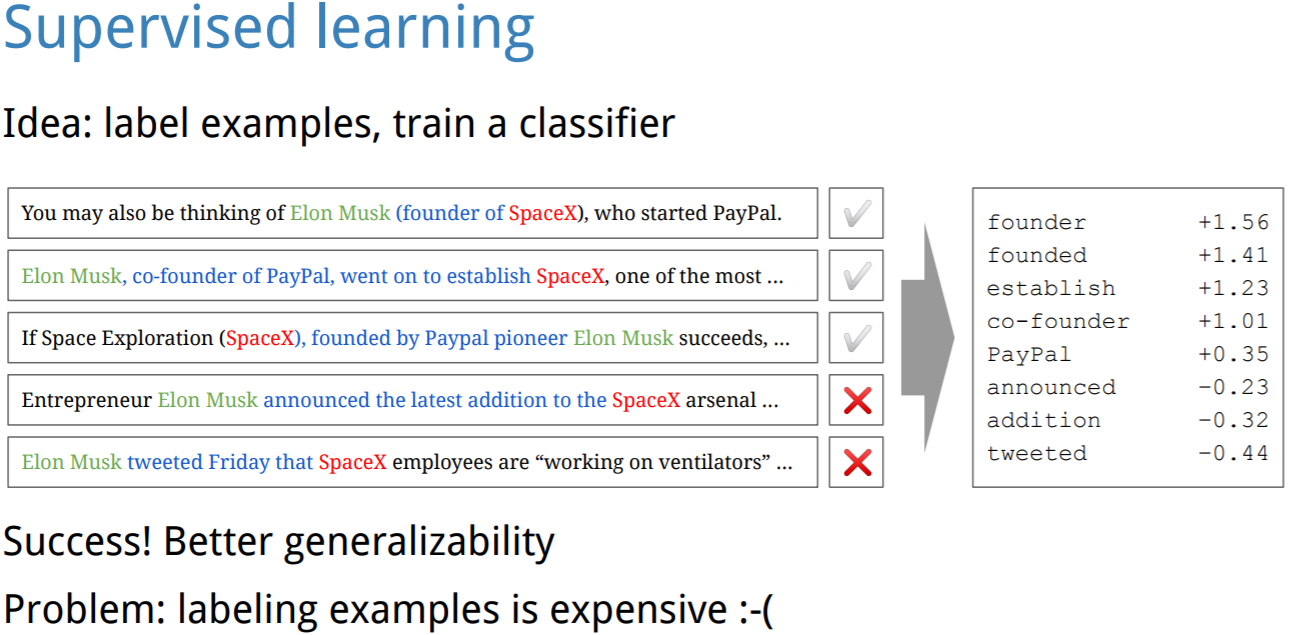 Supervised learning
Idea: label examples, train a classifier
You may also be thinking of Elon Musk (founder of SpaceX), who started PayPal.
Elon Musk, co-founder of PayPal, went on to establish SpaceX, one of the most ...
If Space Exploration (SpaceX), founded by Paypal pioneer Elon Musk succeeds, ...
Entrepreneur Elon Musk announced the latest addition to the SpaceX arsenal ...
Elon Musk tweeted Friday that SpaceX employees are “working on ventilators” ...
founder +1.56
founded +1.41
establish +1.23
co-founder +1.01
PayPal +0.35
announced −0.23
addition −0.32
tweeted −0.44
Success! Better generalizability
Problem: labeling examples is expensive :-(